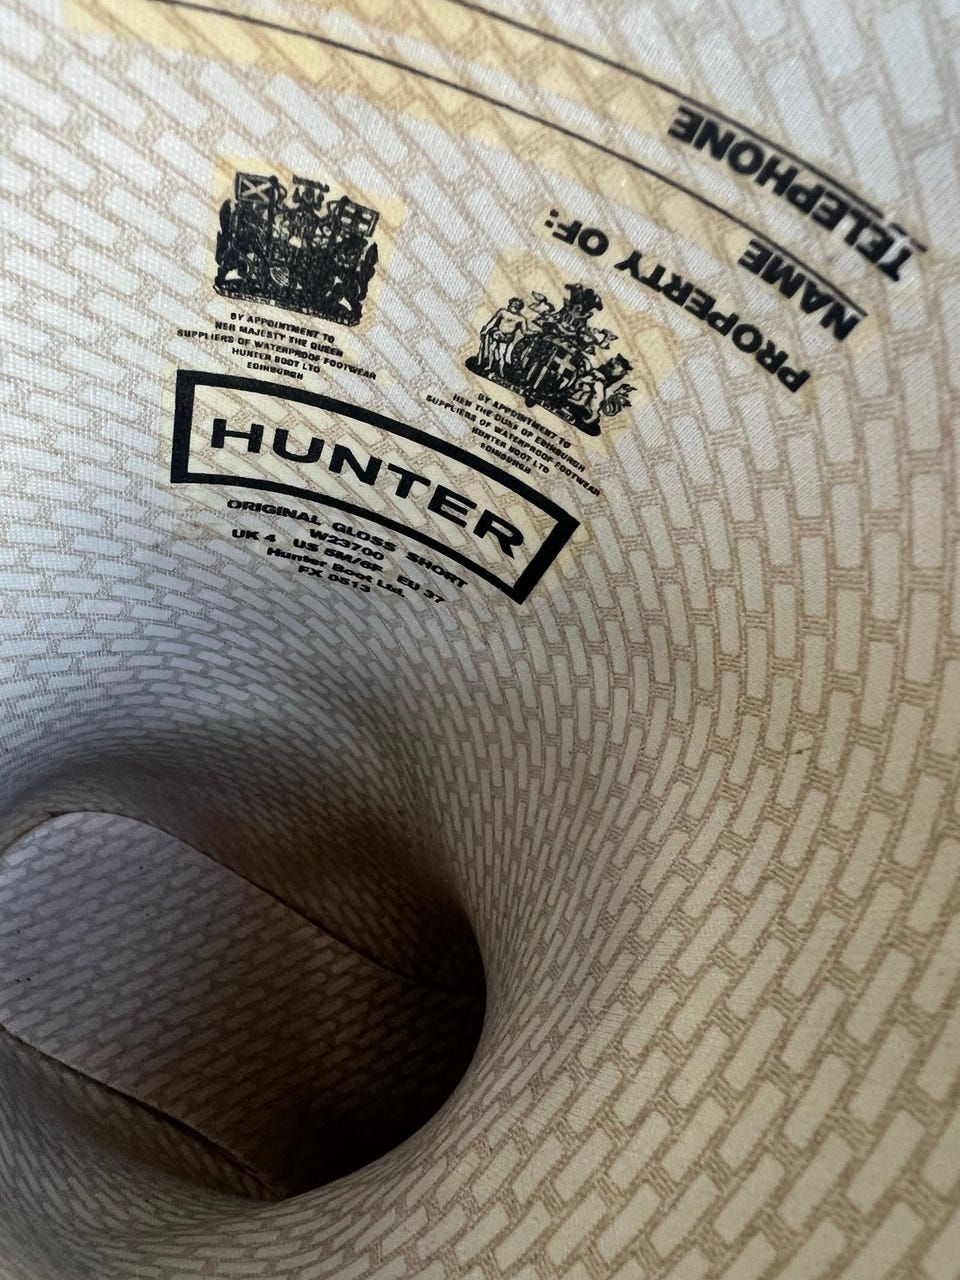 BY APPOINTMENT TO
HER MAJESTY THE QUEEN
SUPPLIERS OF WATERPROOF FOOTWEAR
HUNTER BOOT LTD
EDINBURGH
BY APPOINTMENT TO
HRH THE DUKE OF EDINBURGH
SUPPLIERS OF WATERPROOF FOOTWEAR
HUNTER BOOT LTD
EDINBURGH
HUNTER
ORIGINAL GLOSS SHORT
W23700
UK 4 US 5M/6F EU 37
Hunter Boot Ltd.
FX 0513
PROPERTY OF:
NAME
TELEPHONE